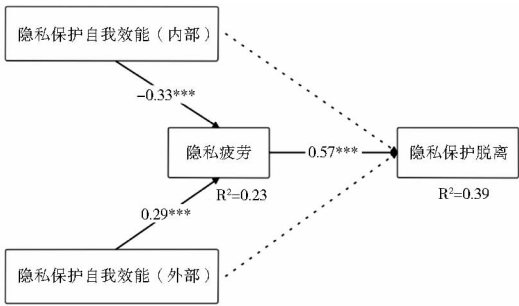 隐私保护自我效能（内部）
-0.33***
隐私疲劳
0.57***
隐私保护脱离
R²=0.23
R²=0.39
0.29***
隐私保护自我效能（外部）